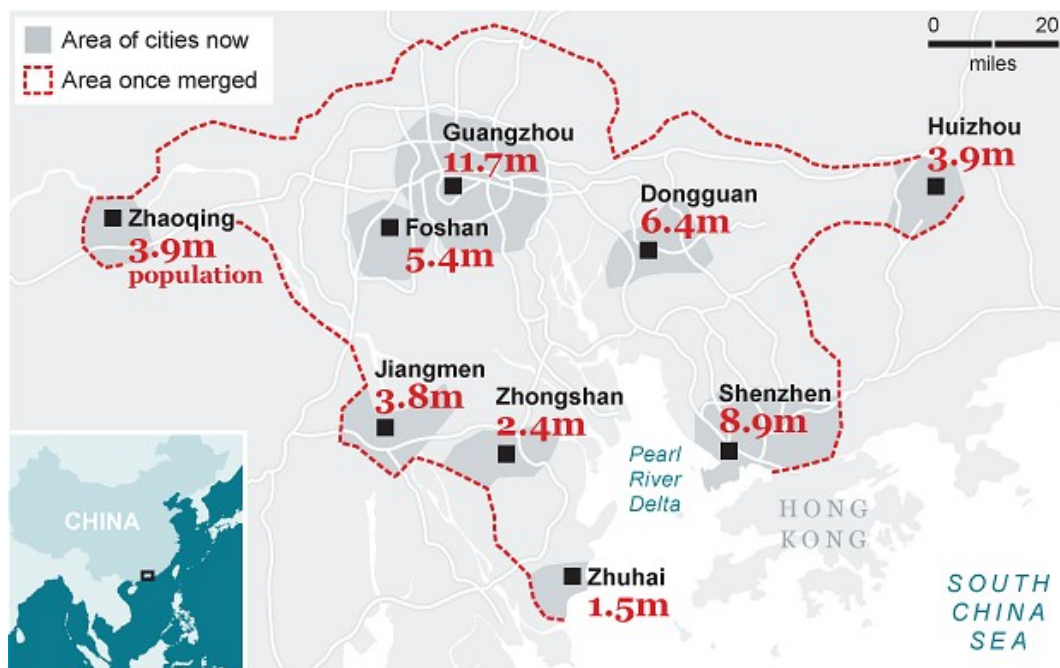 Area of cities now
Area once merged
0 20
miles
Guangzhou
11.7m
Huizhou
3.9m
Dongguan
6.4m
Zhaoqing
3.9m
population
Foshan
5.4m
Jiangmen
3.8m
Zhongshan
2.4m
Shenzhen
8.9m
Pearl
River
Delta
HONG
KONG
CHINA
Zhuhai
1.5m
SOUTH
CHINA
SEA